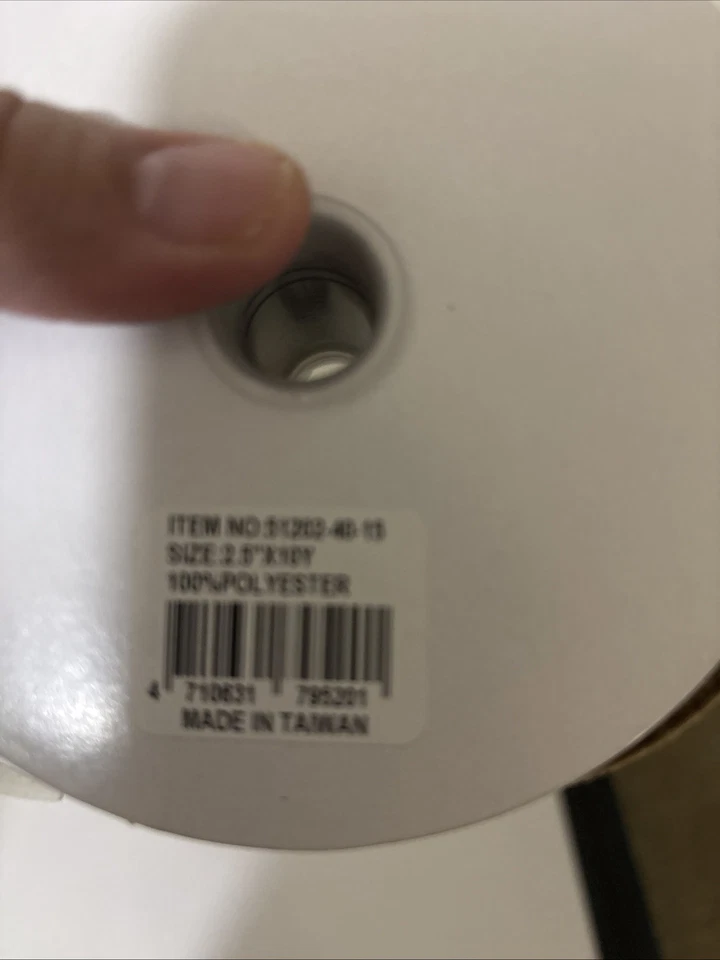 ITEM NO:51202-40-15
SIZE:2.5"X10Y
100%POLYESTER
4 710631 795201
MADE IN TAIWAN